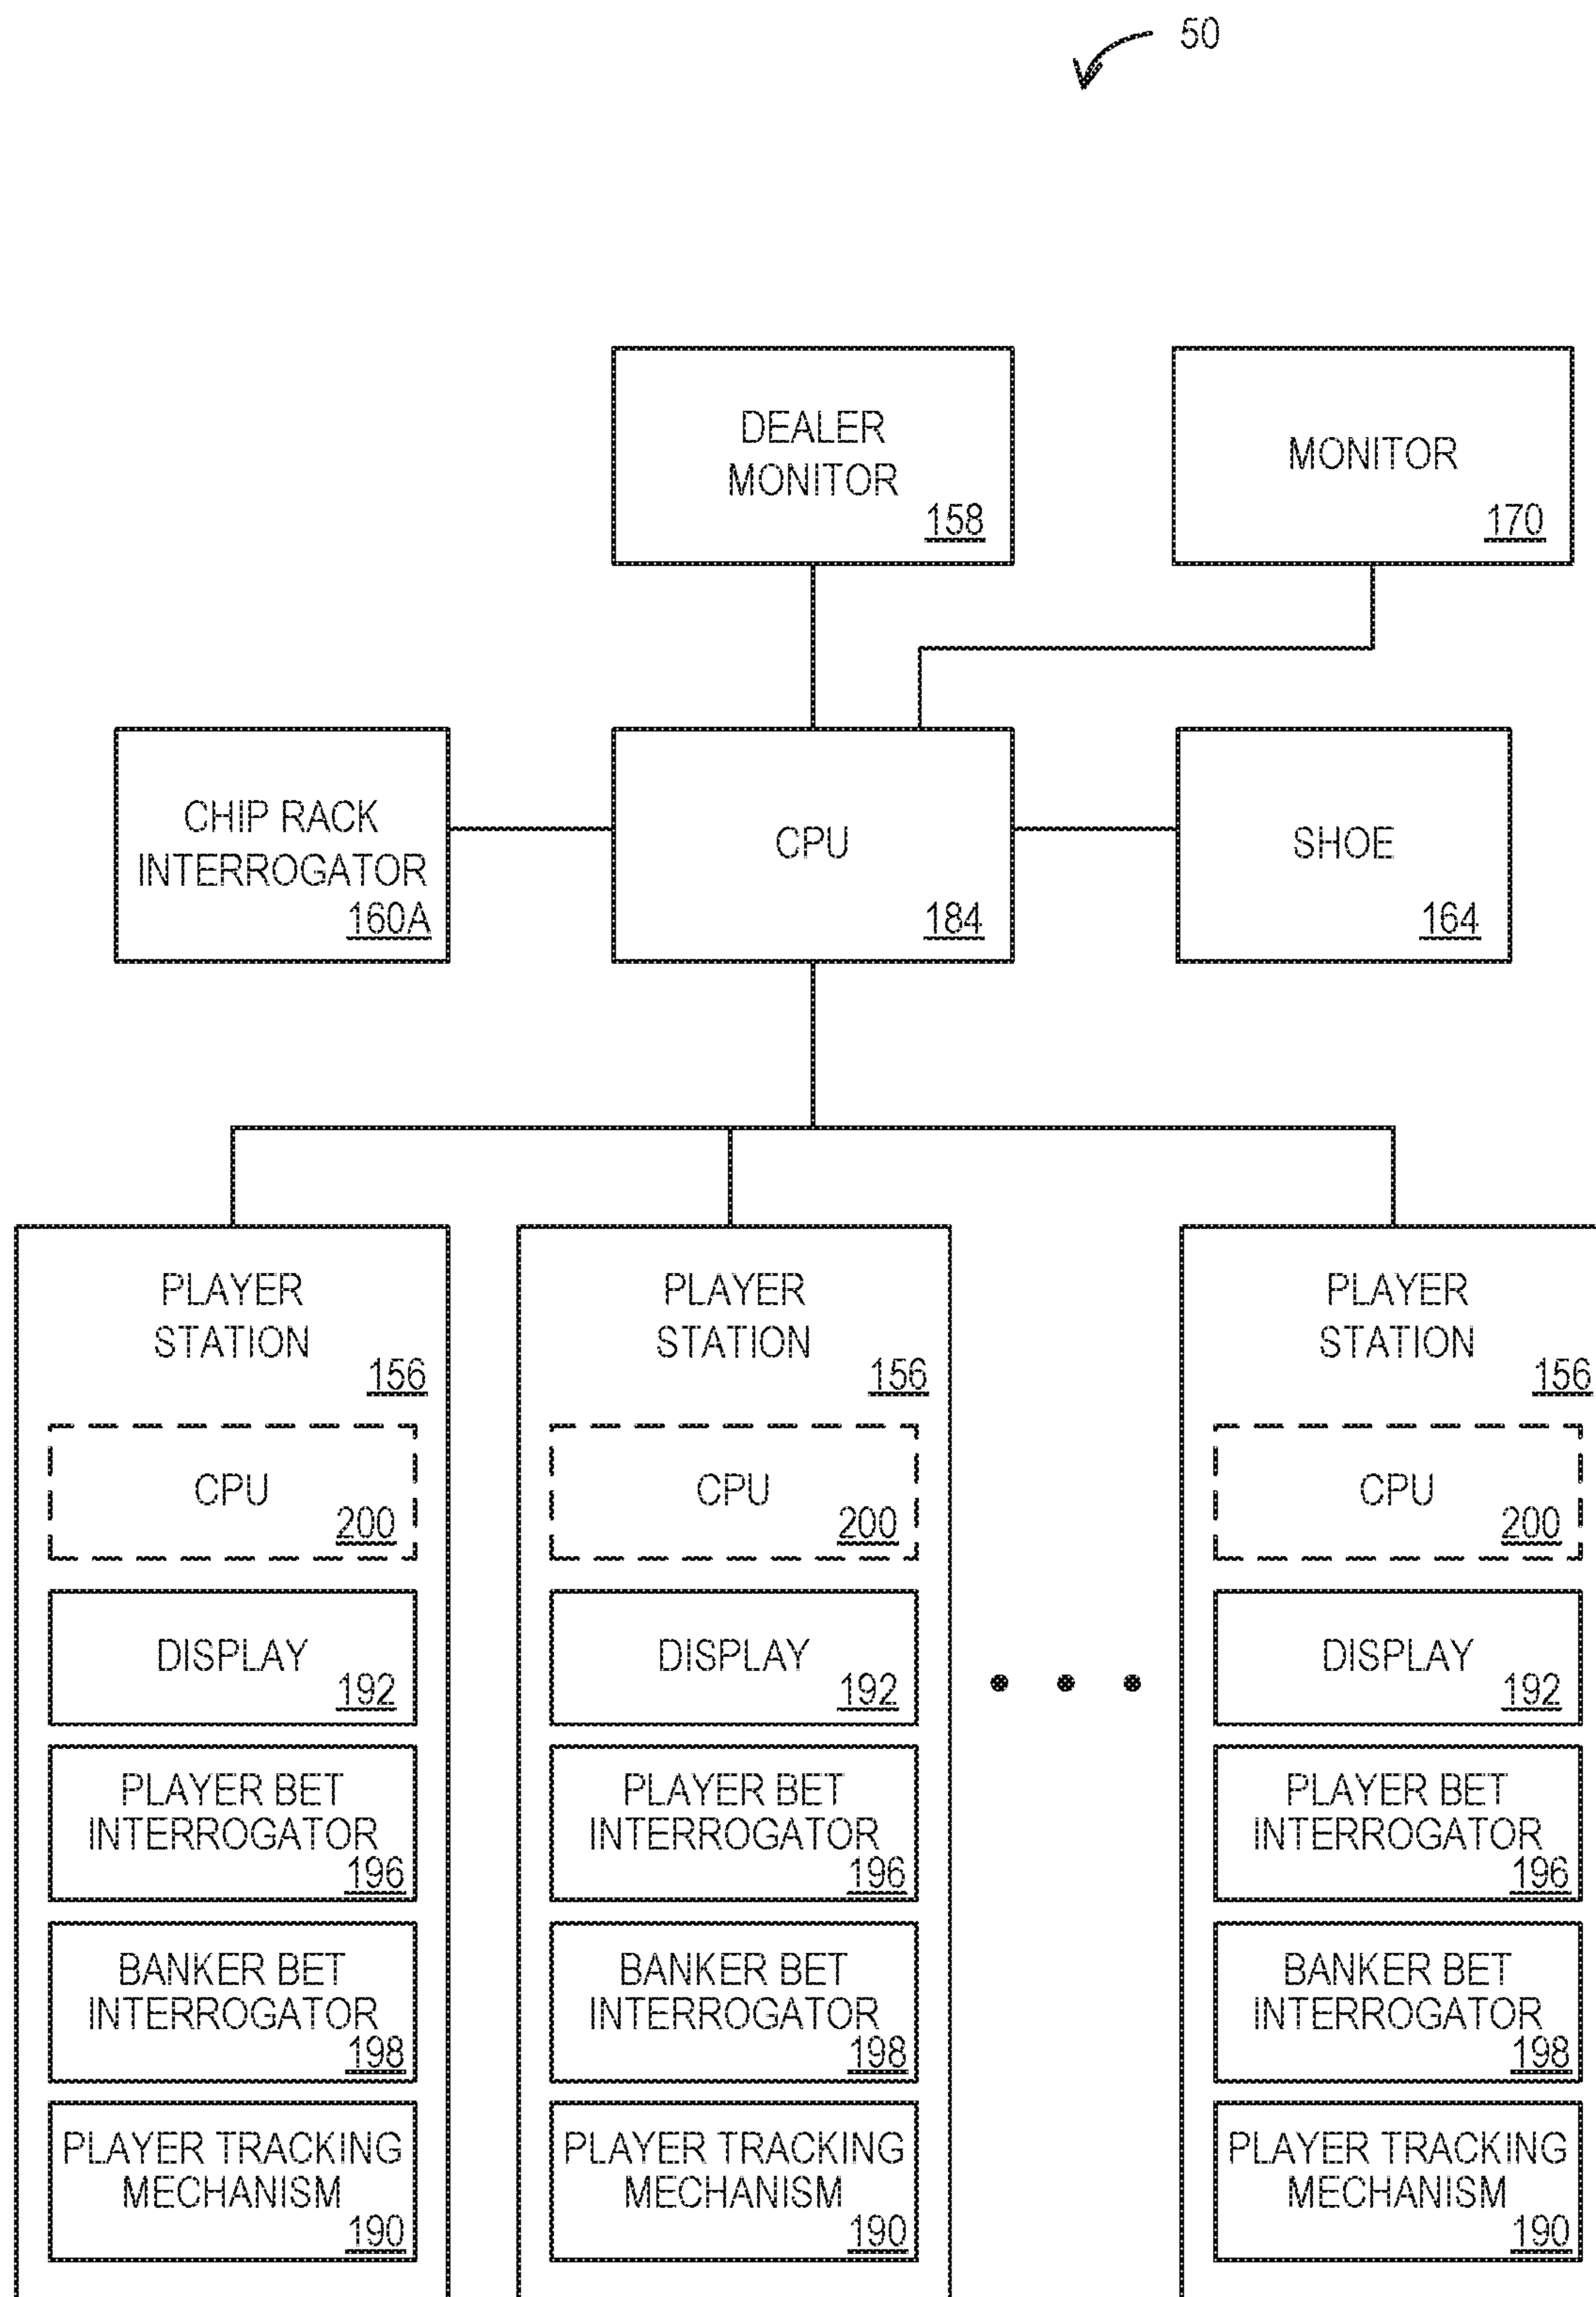 50
DEALER
MONITOR
158
MONITOR
170
CHIP RACK
INTERROGATOR
160A
CPU
184
SHOE
164
PLAYER
STATION
156
CPU
200
DISPLAY
192
PLAYER BET
INTERROGATOR
196
BANKER BET
INTERROGATOR
198
PLAYER TRACKING
MECHANISM
190
PLAYER
STATION
156
CPU
200
DISPLAY
192
PLAYER BET
INTERROGATOR
196
BANKER BET
INTERROGATOR
198
PLAYER TRACKING
MECHANISM
190
PLAYER
STATION
156
CPU
200
DISPLAY
192
PLAYER BET
INTERROGATOR
196
BANKER BET
INTERROGATOR
198
PLAYER TRACKING
MECHANISM
190